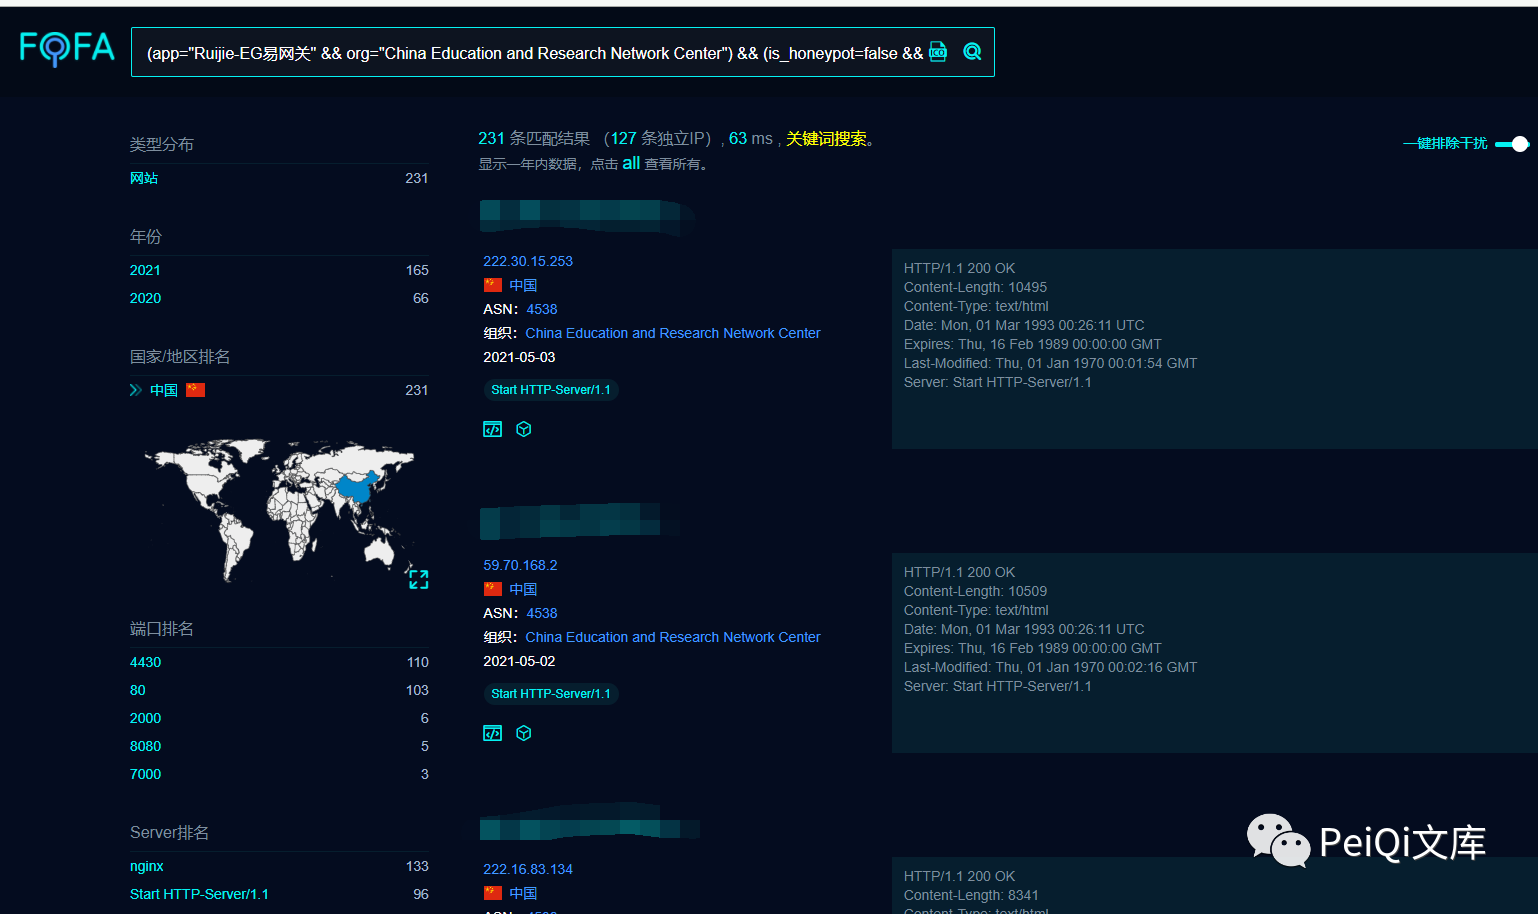 FOFA
(app="Ruijie-EG易网关" && org="China Education and Research Network Center") && (is_honeypot=false &&
ICO
类型分布
网站 231
年份
2021 165
2020 66
国家/地区排名
中国 231
端口排名
4430 110
80 103
2000 6
8080 5
7000 3
Server排名
nginx 133
Start HTTP-Server/1.1 96
231 条匹配结果 （127 条独立IP）, 63 ms , 关键词搜索。
显示一年内数据，点击 all 查看所有。
一键排除干扰
222.30.15.253
中国
ASN： 4538
组织： China Education and Research Network Center
2021-05-03
Start HTTP-Server/1.1
HTTP/1.1 200 OK
Content-Length: 10495
Content-Type: text/html
Date: Mon, 01 Mar 1993 00:26:11 UTC
Expires: Thu, 16 Feb 1989 00:00:00 GMT
Last-Modified: Thu, 01 Jan 1970 00:01:54 GMT
Server: Start HTTP-Server/1.1
59.70.168.2
中国
ASN： 4538
组织： China Education and Research Network Center
2021-05-02
Start HTTP-Server/1.1
HTTP/1.1 200 OK
Content-Length: 10509
Content-Type: text/html
Date: Mon, 01 Mar 1993 00:26:11 UTC
Expires: Thu, 16 Feb 1989 00:00:00 GMT
Last-Modified: Thu, 01 Jan 1970 00:02:16 GMT
Server: Start HTTP-Server/1.1
222.16.83.134
中国
HTTP/1.1 200 OK
Content-Length: 8341
PeiQi文库